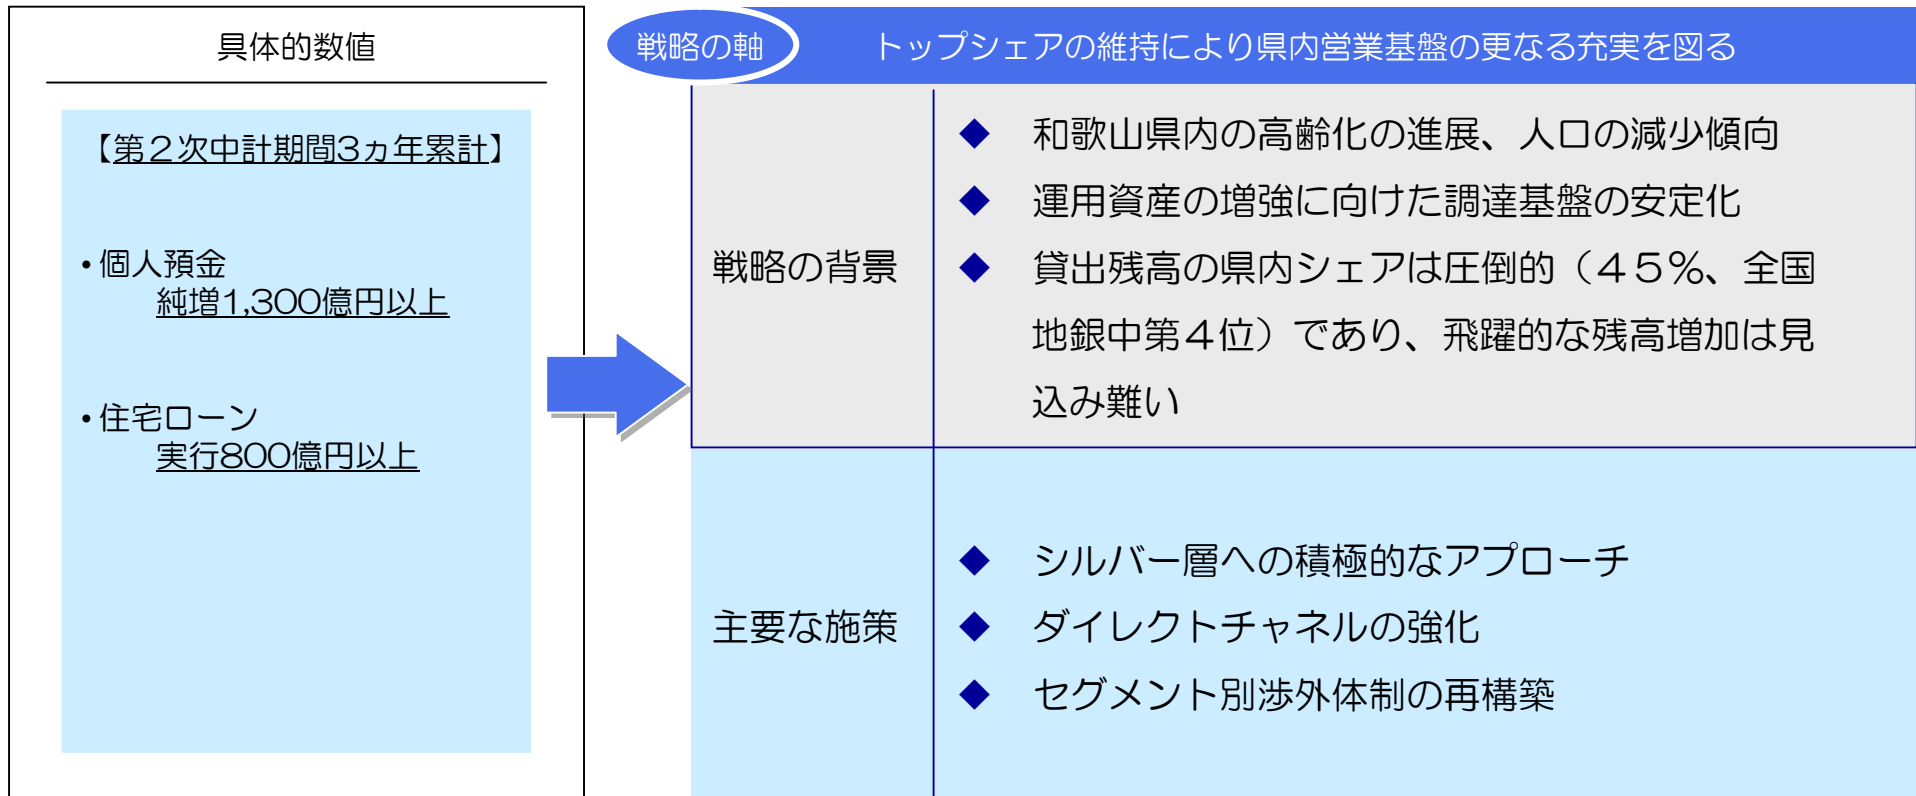 具体的数値
【第２次中計期間3ヵ年累計】
・個人預金
純増1,300億円以上
・住宅ローン
実行800億円以上
戦略の軸
トップシェアの維持により県内営業基盤の更なる充実を図る
戦略の背景
◆ 和歌山県内の高齢化の進展、人口の減少傾向
◆ 運用資産の増強に向けた調達基盤の安定化
◆ 貸出残高の県内シェアは圧倒的（４５％、全国
地銀中第４位）であり、飛躍的な残高増加は見
込み難い
主要な施策
◆ シルバー層への積極的なアプローチ
◆ ダイレクトチャネルの強化
◆ セグメント別渉外体制の再構築